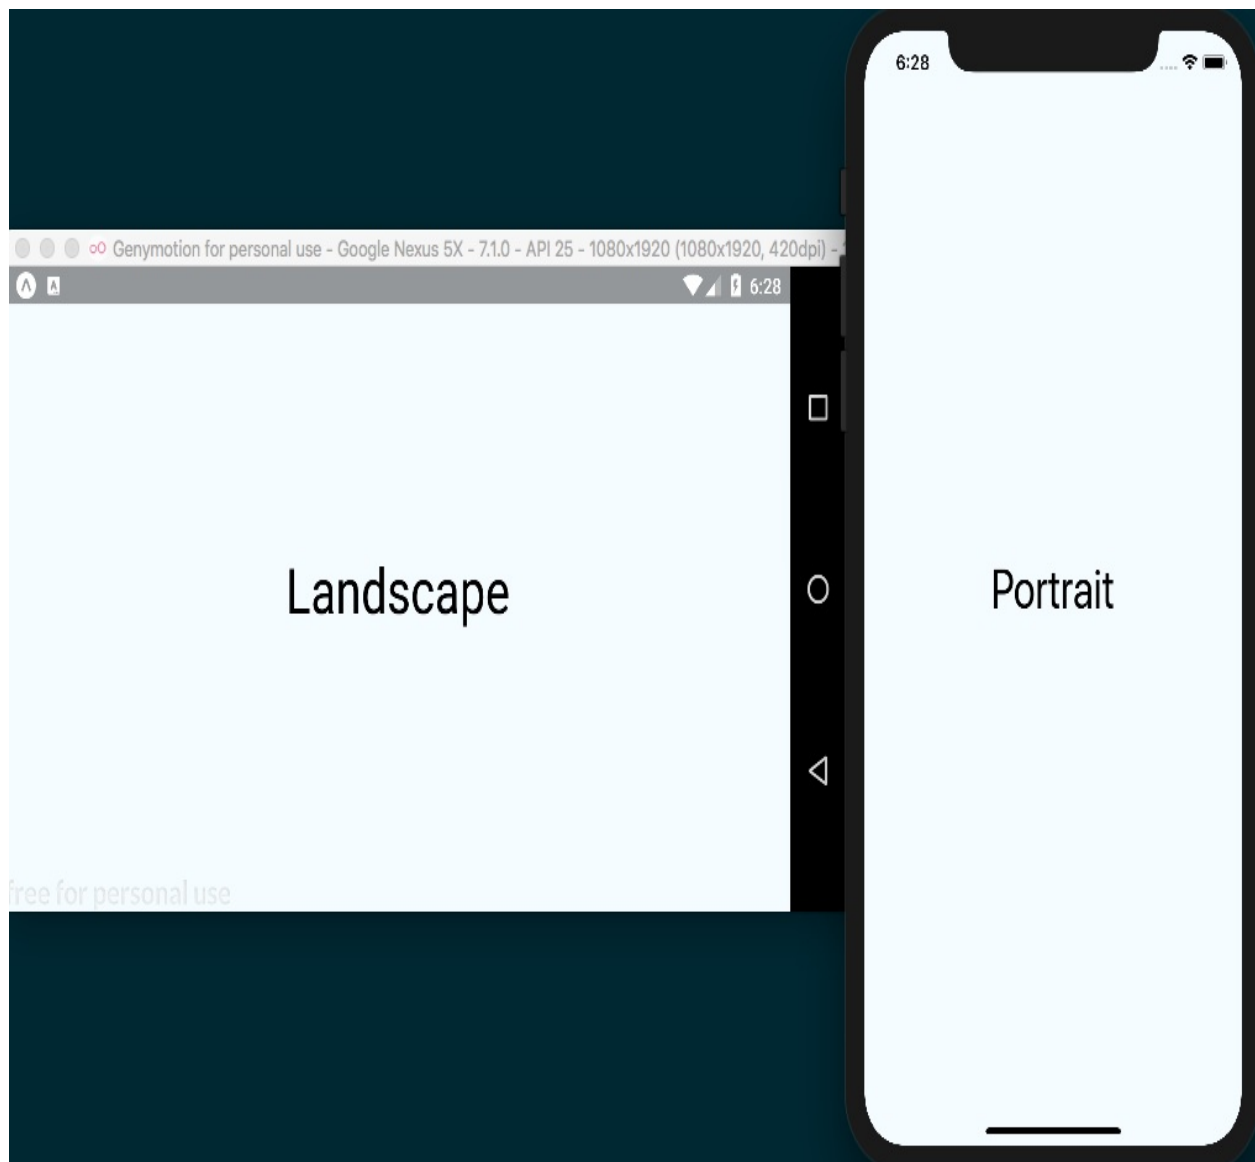 6:28
Genymotion for personal use - Google Nexus 5X - 7.1.0 - API 25 - 1080x1920 (1080x1920, 420dpi) -
6:28
Landscape
Portrait
free for personal use